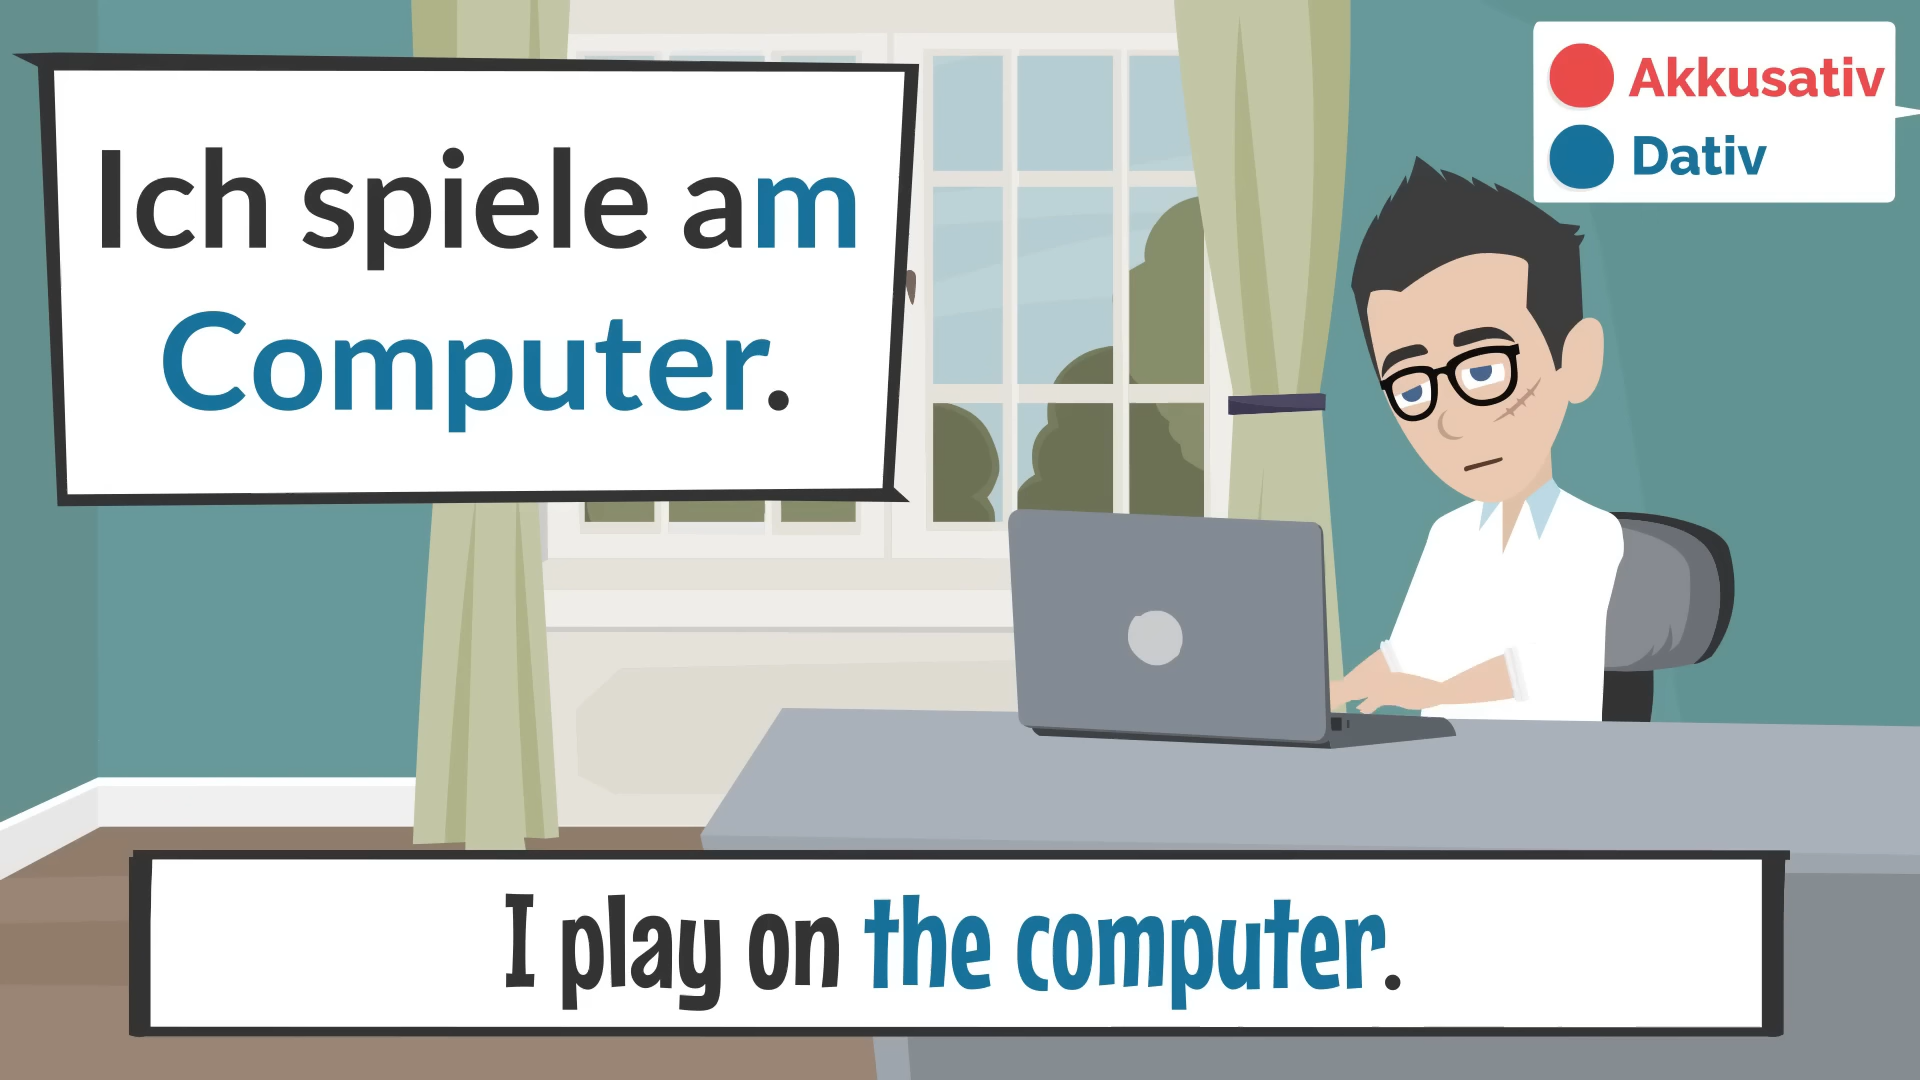 Ich spiele am
Computer.
Akkusativ
Dativ
I play on the computer.